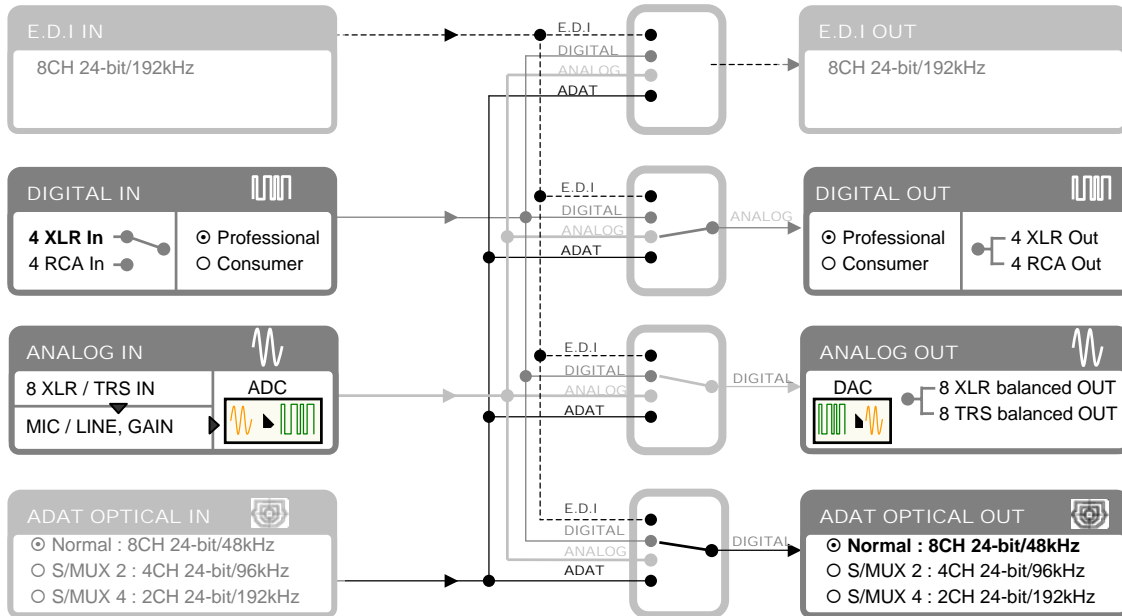 E.D.I IN
8CH 24-bit/192kHz
E.D.I
DIGITAL
ANALOG
ADAT
E.D.I OUT
8CH 24-bit/192kHz
DIGITAL IN
4 XLR In
4 RCA In
Professional
Consumer
E.D.I
DIGITAL
ANALOG
ADAT
ANALOG
DIGITAL OUT
Professional
Consumer
4 XLR Out
4 RCA Out
ANALOG IN
8 XLR / TRS IN
MIC / LINE, GAIN
ADC
E.D.I
DIGITAL
ANALOG
ADAT
DIGITAL
ANALOG OUT
DAC
8 XLR balanced OUT
8 TRS balanced OUT
ADAT OPTICAL IN
Normal : 8CH 24-bit/48kHz
S/MUX 2 : 4CH 24-bit/96kHz
S/MUX 4 : 2CH 24-bit/192kHz
E.D.I
DIGITAL
ANALOG
ADAT
DIGITAL
ADAT OPTICAL OUT
Normal : 8CH 24-bit/48kHz
S/MUX 2 : 4CH 24-bit/96kHz
S/MUX 4 : 2CH 24-bit/192kHz